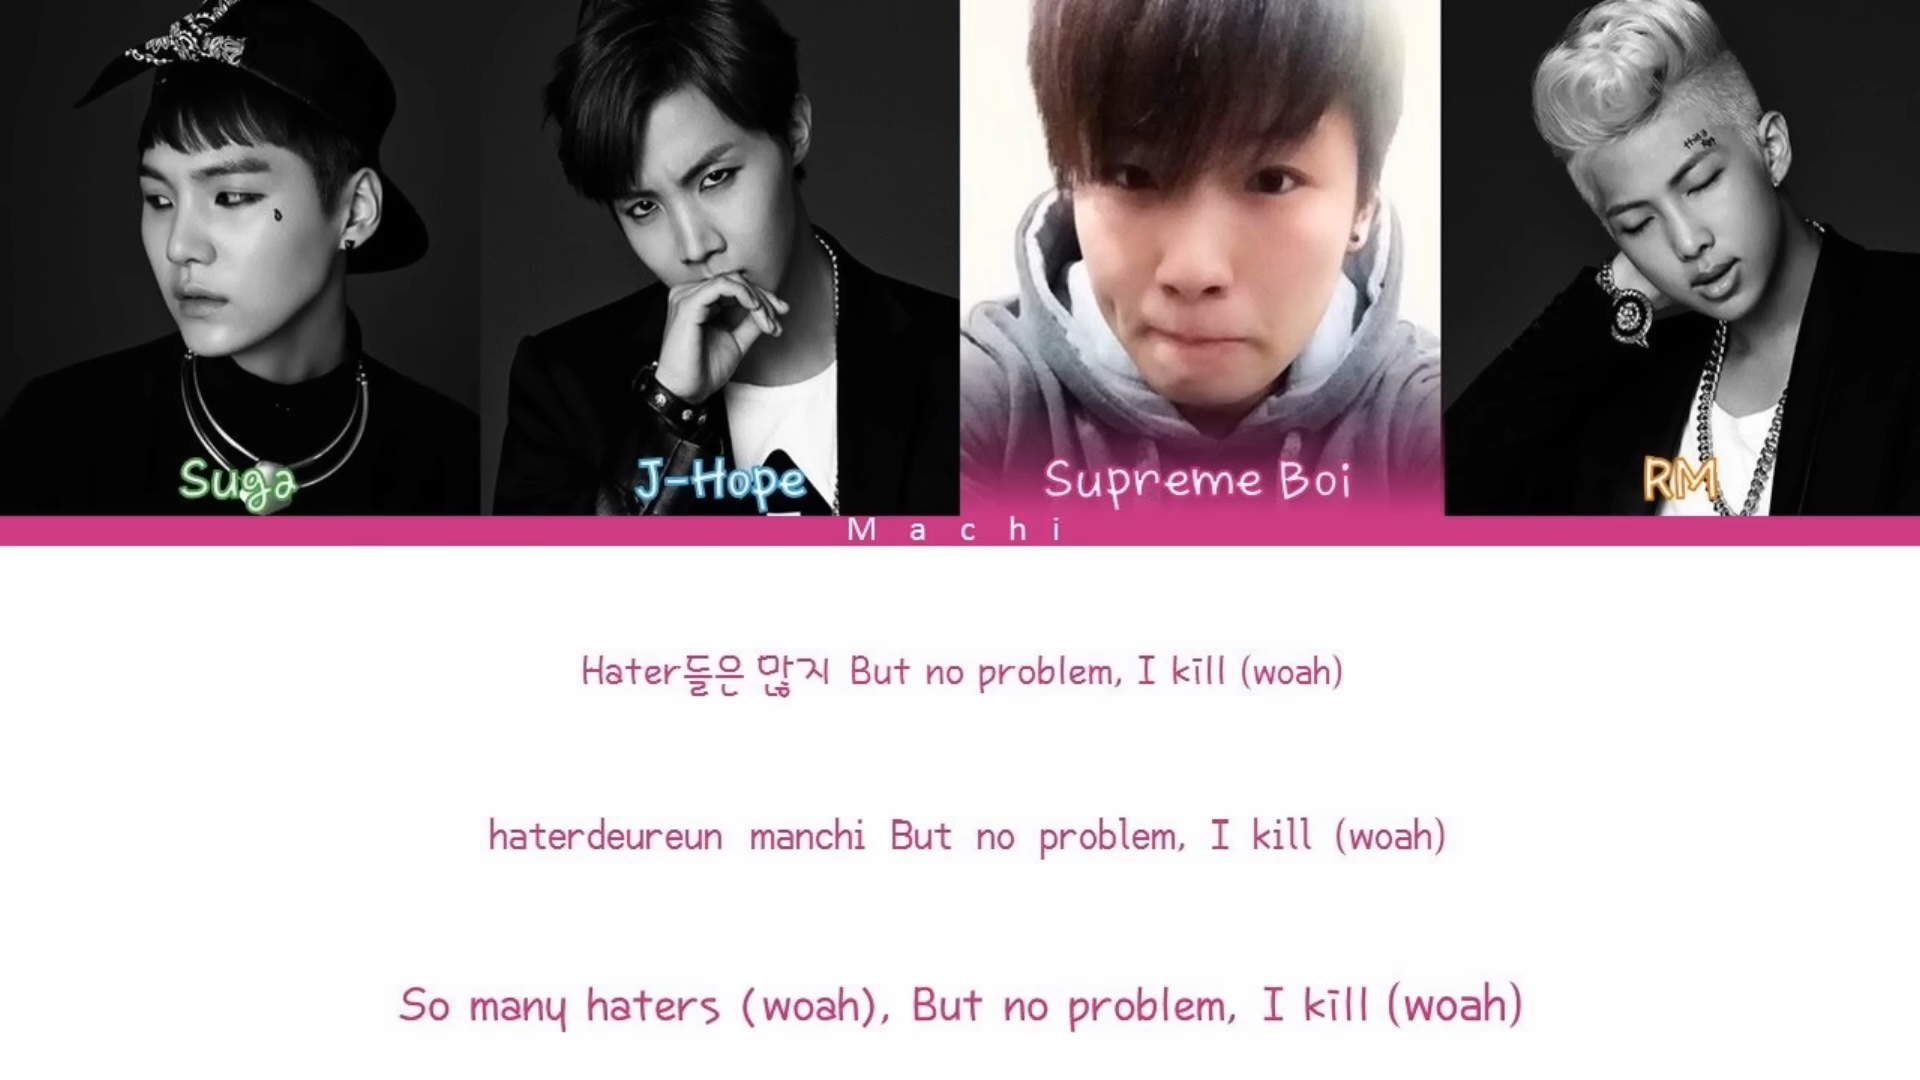 Suga
J-Hope
Supreme Boi
RM
Machi
Hater들은 많지 But no problem, I kill (woah)
haterdeureun manchi But no problem, I kill (woah)
So many haters (woah), But no problem, I kill (woah)